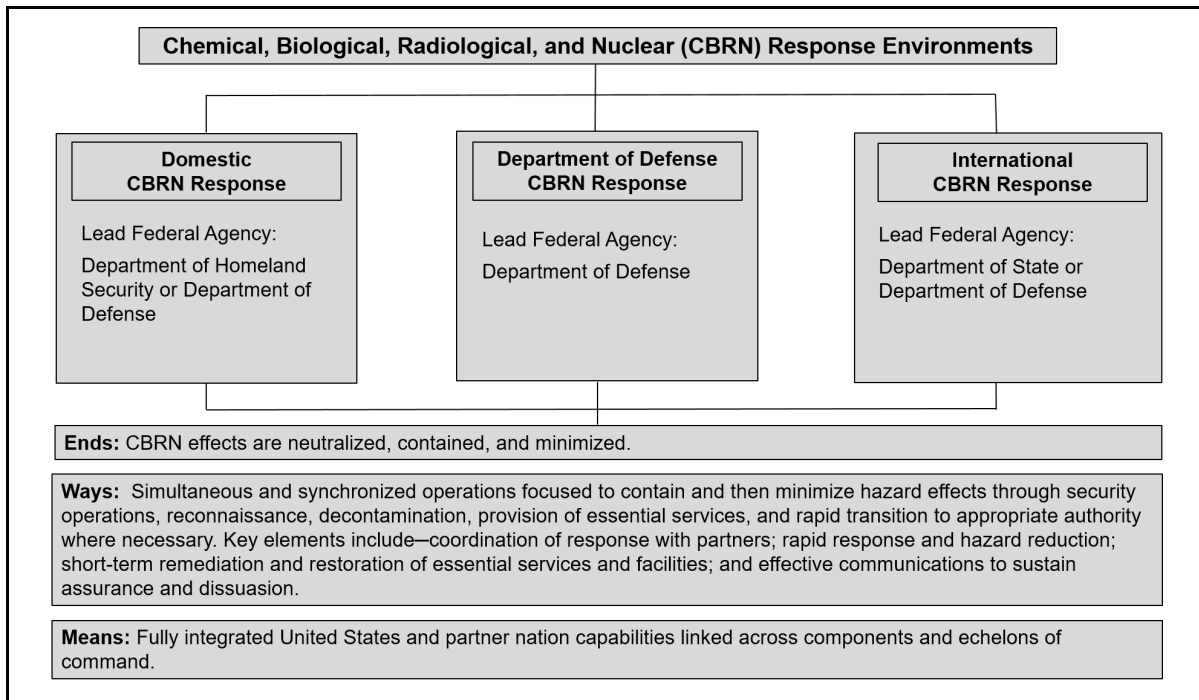 Chemical, Biological, Radiological, and Nuclear (CBRN) Response Environments
Domestic
CBRN Response
Lead Federal Agency:
Department of Homeland
Security or Department of
Defense
Department of Defense
CBRN Response
Lead Federal Agency:
Department of Defense
International
CBRN Response
Lead Federal Agency:
Department of State or
Department of Defense
Ends: CBRN effects are neutralized, contained, and minimized.
Ways:  Simultaneous and synchronized operations focused to contain and then minimize hazard effects through security
operations, reconnaissance, decontamination, provision of essential services, and rapid transition to appropriate authority
where necessary. Key elements include—coordination of response with partners; rapid response and hazard reduction;
short-term remediation and restoration of essential services and facilities; and effective communications to sustain
assurance and dissuasion.
Means: Fully integrated United States and partner nation capabilities linked across components and echelons of
command.